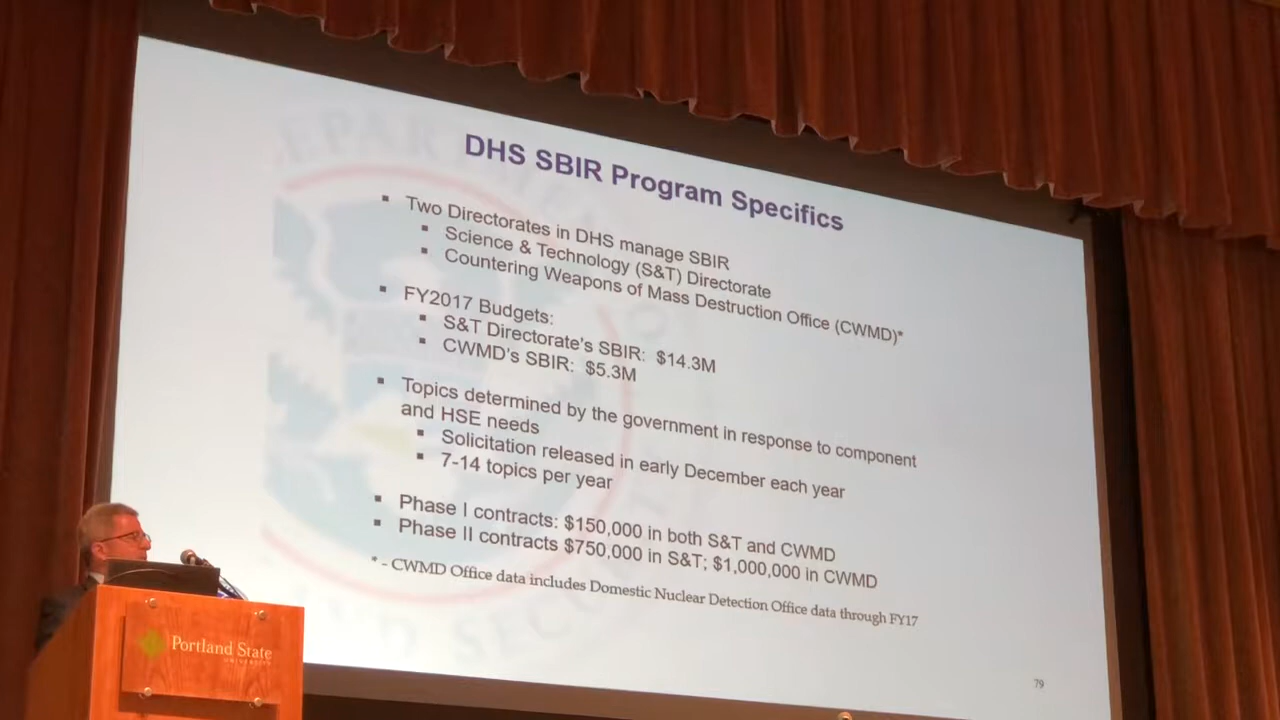 DHS SBIR Program Specifics
▪ Two Directorates in DHS manage SBIR
▪ Science & Technology (S&T) Directorate
▪ Countering Weapons of Mass Destruction Office (CWMD)*
▪ FY2017 Budgets:
▪ S&T Directorate's SBIR: $14.3M
▪ CWMD's SBIR: $5.3M
▪ Topics determined by the government in response to component
and HSE needs
▪ Solicitation released in early December each year
▪ 7-14 topics per year
▪ Phase I contracts: $150,000 in both S&T and CWMD
▪ Phase II contracts $750,000 in S&T; $1,000,000 in CWMD
* - CWMD Office data includes Domestic Nuclear Detection Office data through FY17
79
Portland State
UNIVERSITY